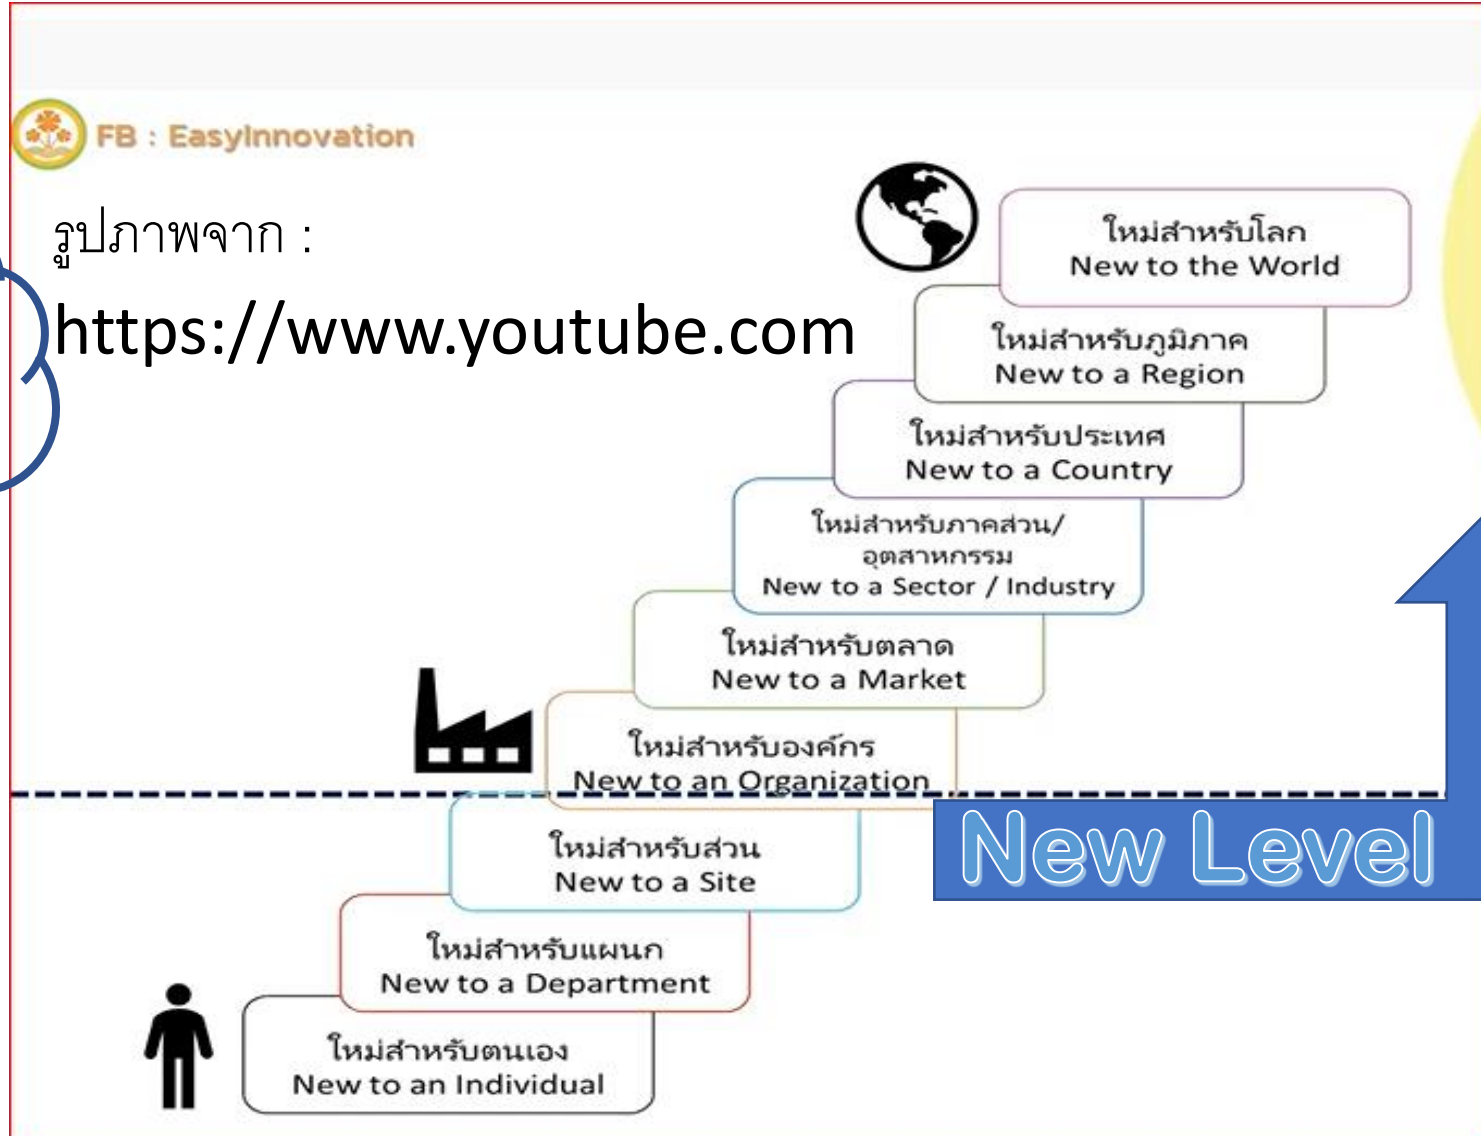 FB : EasyInnovation
รูปภาพจาก :
https://www.youtube.com
ใหม่สำหรับโลก
New to the World
ใหม่สำหรับภูมิภาค
New to a Region
ใหม่สำหรับประเทศ
New to a Country
ใหม่สำหรับภาคส่วน/
อุตสาหกรรม
New to a Sector / Industry
ใหม่สำหรับตลาด
New to a Market
ใหม่สำหรับองค์กร
New to an Organization
ใหม่สำหรับส่วน
New to a Site
New Level
ใหม่สำหรับแผนก
New to a Department
ใหม่สำหรับตนเอง
New to an Individual